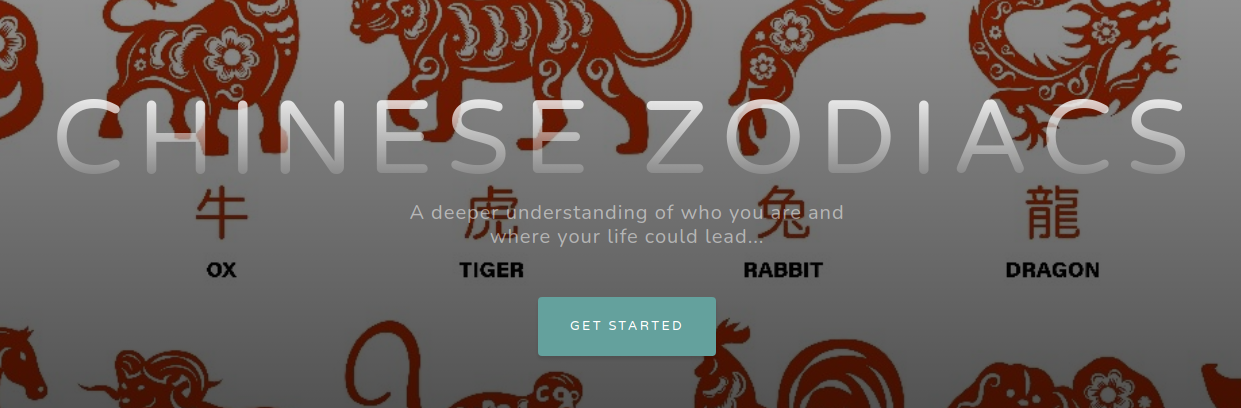 CHINESE ZODIACS
牛 虎 兔 龍
A deeper understanding of who you are and
where your life could lead...
OX TIGER RABBIT DRAGON
GET STARTED